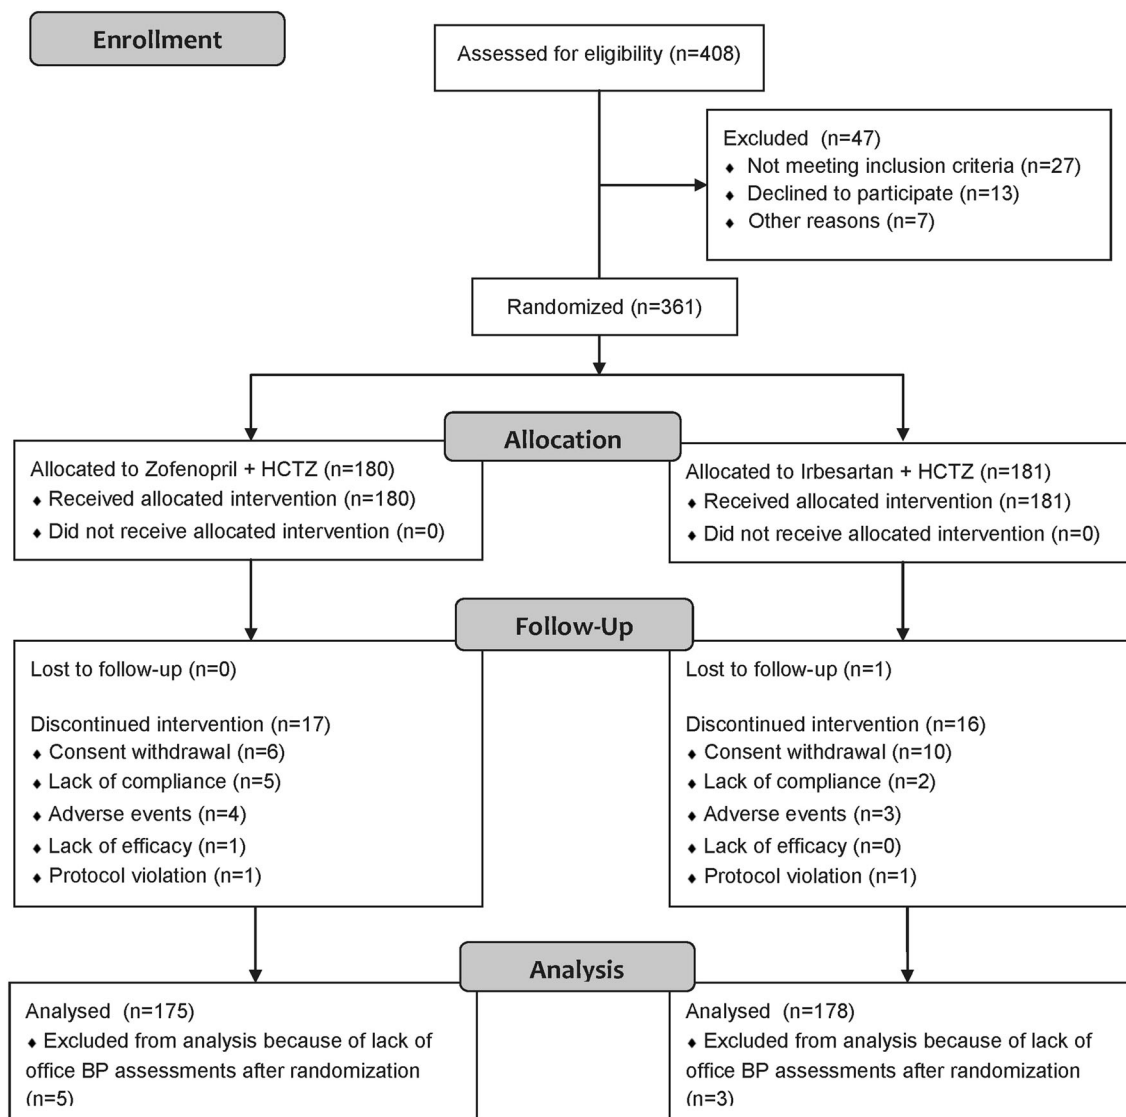 Enrollment
Assessed for eligibility (n=408)
Excluded (n=47)
♦ Not meeting inclusion criteria (n=27)
♦ Declined to participate (n=13)
♦ Other reasons (n=7)
Randomized (n=361)
Allocation
Allocated to Zofenopril + HCTZ (n=180)
♦ Received allocated intervention (n=180)
♦ Did not receive allocated intervention (n=0)
Allocated to Irbesartan + HCTZ (n=181)
♦ Received allocated intervention (n=181)
♦ Did not receive allocated intervention (n=0)
Follow-Up
Lost to follow-up (n=0)
Discontinued intervention (n=17)
♦ Consent withdrawal (n=6)
♦ Lack of compliance (n=5)
♦ Adverse events (n=4)
♦ Lack of efficacy (n=1)
♦ Protocol violation (n=1)
Lost to follow-up (n=1)
Discontinued intervention (n=16)
♦ Consent withdrawal (n=10)
♦ Lack of compliance (n=2)
♦ Adverse events (n=3)
♦ Lack of efficacy (n=0)
♦ Protocol violation (n=1)
Analysis
Analysed (n=175)
♦ Excluded from analysis because of lack of
office BP assessments after randomization
(n=5)
Analysed (n=178)
♦ Excluded from analysis because of lack of
office BP assessments after randomization
(n=3)